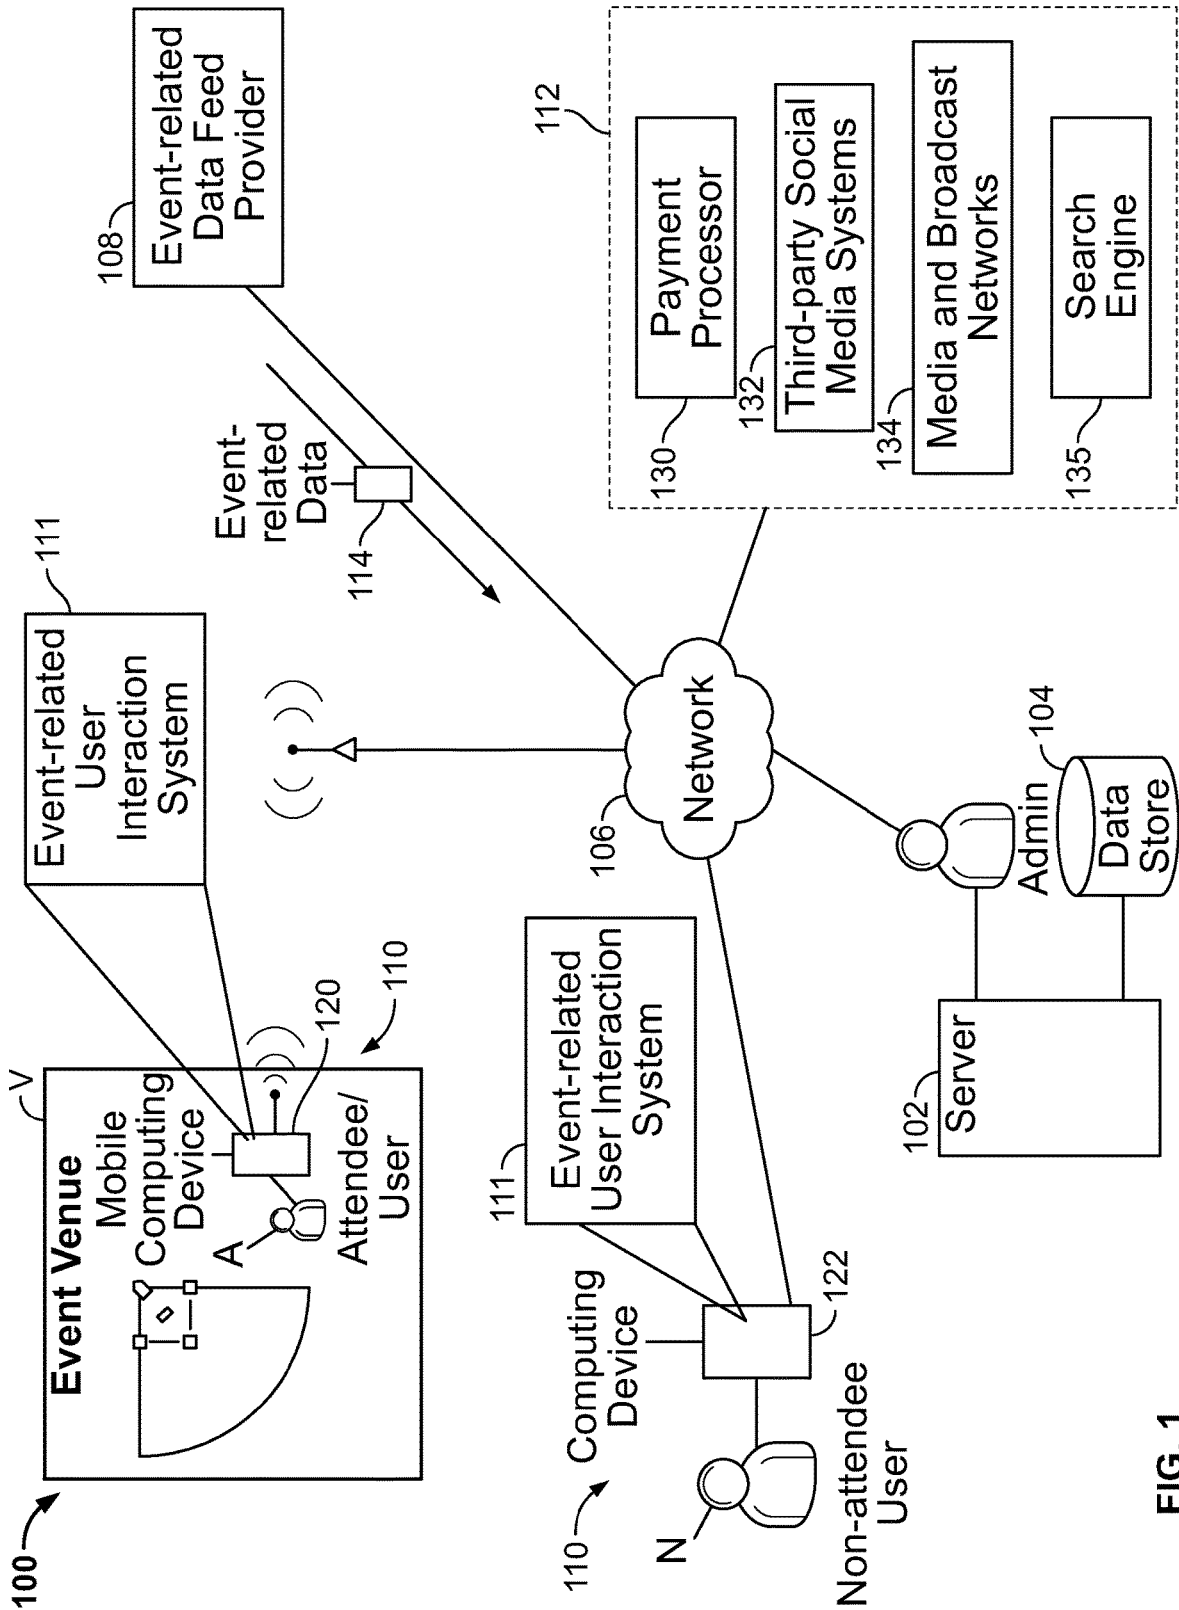 100
Event Venue
V
Mobile
Computing
Device
A
Attendee/
User
120
110
Event-related
User
Interaction
System
111
Event-related
Data Feed
Provider
108
Event-
related
Data
114
110
Computing
Device
N
Non-attendee
User
122
111
Event-related
User Interaction
System
106
Network
102
Server
Admin
104
Data
Store
112
Payment
Processor
130
Third-party Social
Media Systems
132
Media and Broadcast
Networks
134
Search
Engine
135
FIG. 1